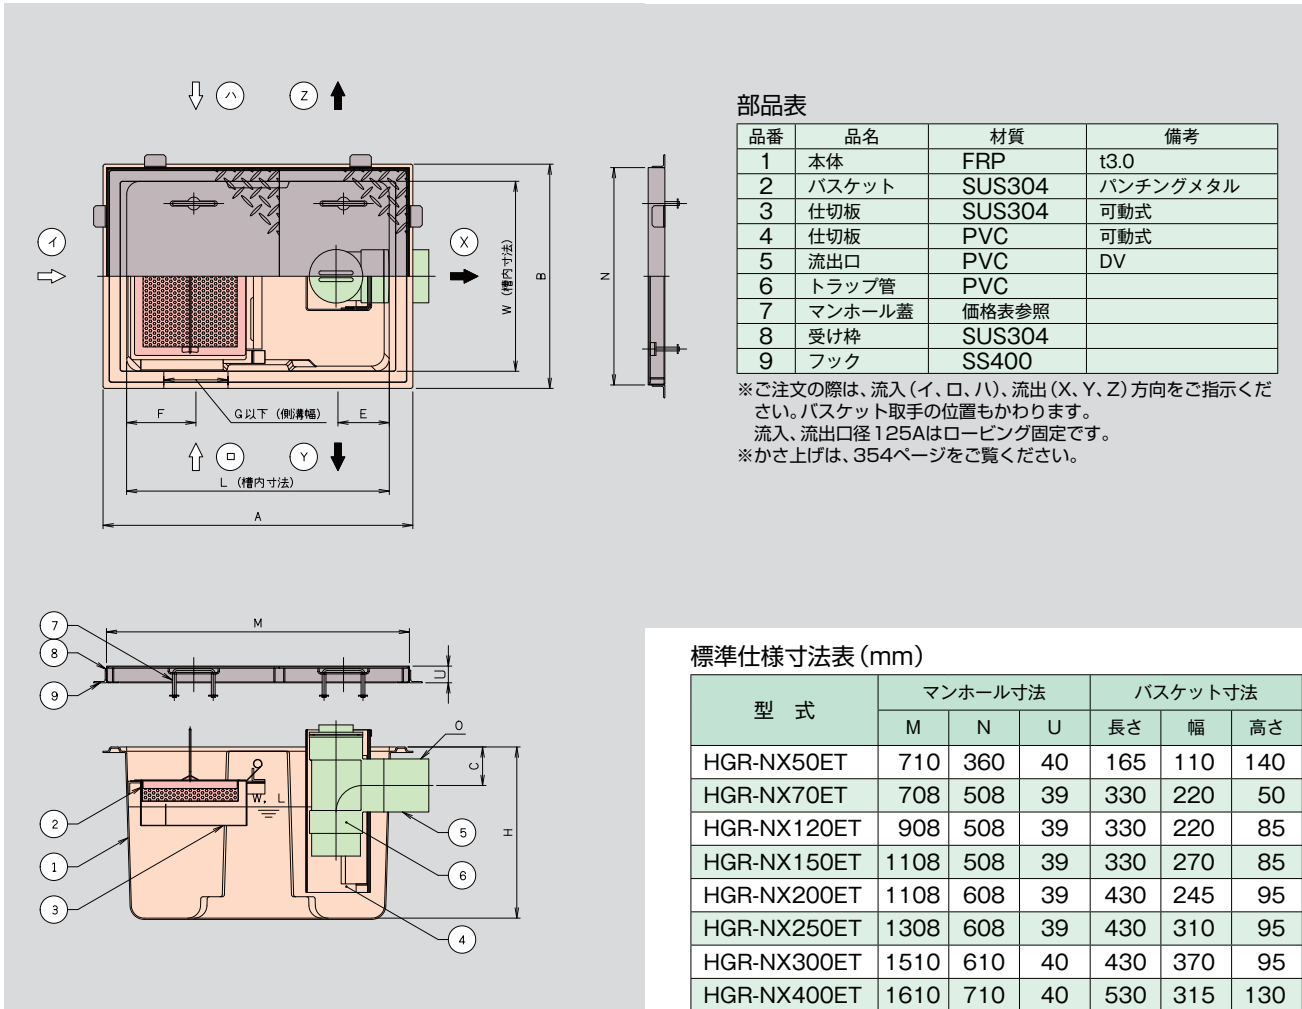 ハ Z
イ X
W（槽内寸法）
B
N
F G以下（側溝幅） E
ロ Y
L（槽内寸法）
A
部品表
品番 品名 材質 備考
1 本体 FRP t3.0
2 バスケット SUS304 パンチングメタル
3 仕切板 SUS304 可動式
4 仕切板 PVC 可動式
5 流出口 PVC DV
6 トラップ管 PVC
7 マンホール蓋 価格表参照
8 受け枠 SUS304
9 フック SS400
※ご注文の際は、流入（イ、ロ、ハ）、流出（X、Y、Z）方向をご指示くだ
さい。バスケット取手の位置もかわります。
流入、流出口径125Aはロービング固定です。
※かさ上げは、354ページをご覧ください。
7 M
8 U
9
O
C
W, L
H
2 5
1 6
3
4
標準仕様寸法表（mm）
型 式 マンホール寸法 バスケット寸法
M N U 長さ 幅 高さ
HGR-NX50ET 710 360 40 165 110 140
HGR-NX70ET 708 508 39 330 220 50
HGR-NX120ET 908 508 39 330 220 85
HGR-NX150ET 1108 508 39 330 270 85
HGR-NX200ET 1108 608 39 430 245 95
HGR-NX250ET 1308 608 39 430 310 95
HGR-NX300ET 1510 610 40 430 370 95
HGR-NX400ET 1610 710 40 530 315 130